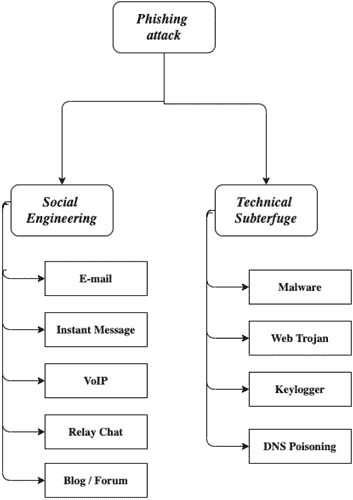 Phishing
attack
Social
Engineering
E-mail
Instant Message
VoIP
Relay Chat
Blog / Forum
Technical
Subterfuge
Malware
Web Trojan
Keylogger
DNS Poisoning